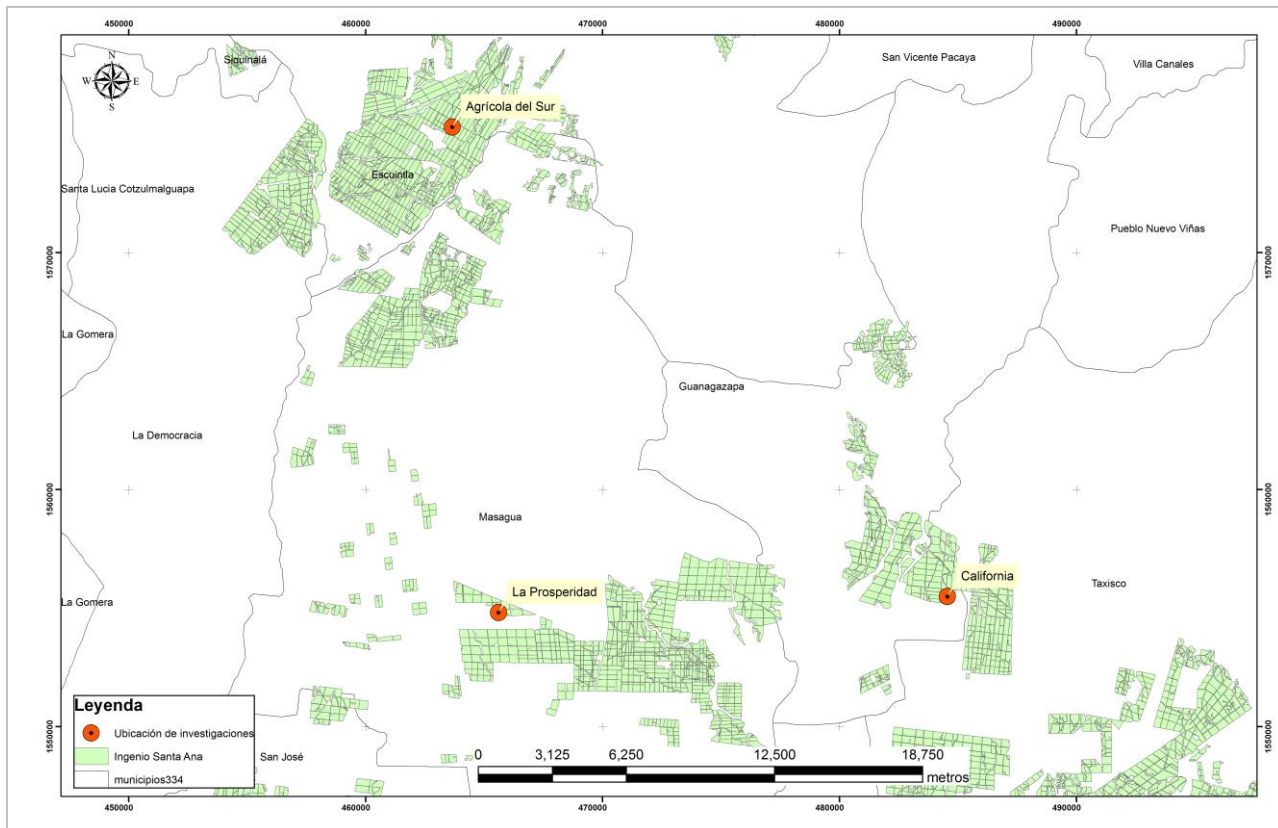 450000
460000
470000
480000
490000
N
W
E
S
Siquinalá
San Vicente Pacaya
Villa Canales
Agrícola del Sur
Escuintla
Santa Lucia Cotzulmalguapa
Pueblo Nuevo Viñas
1570000
1570000
La Gomera
Guanagazapa
La Democracia
1560000
1560000
Masagua
California
Taxisco
La Prosperidad
La Gomera
Leyenda
Ubicación de investigaciones
Ingenio Santa Ana
municipios334
San José
1550000
1550000
0
3,125
6,250
12,500
18,750
metros
450000
460000
470000
480000
490000